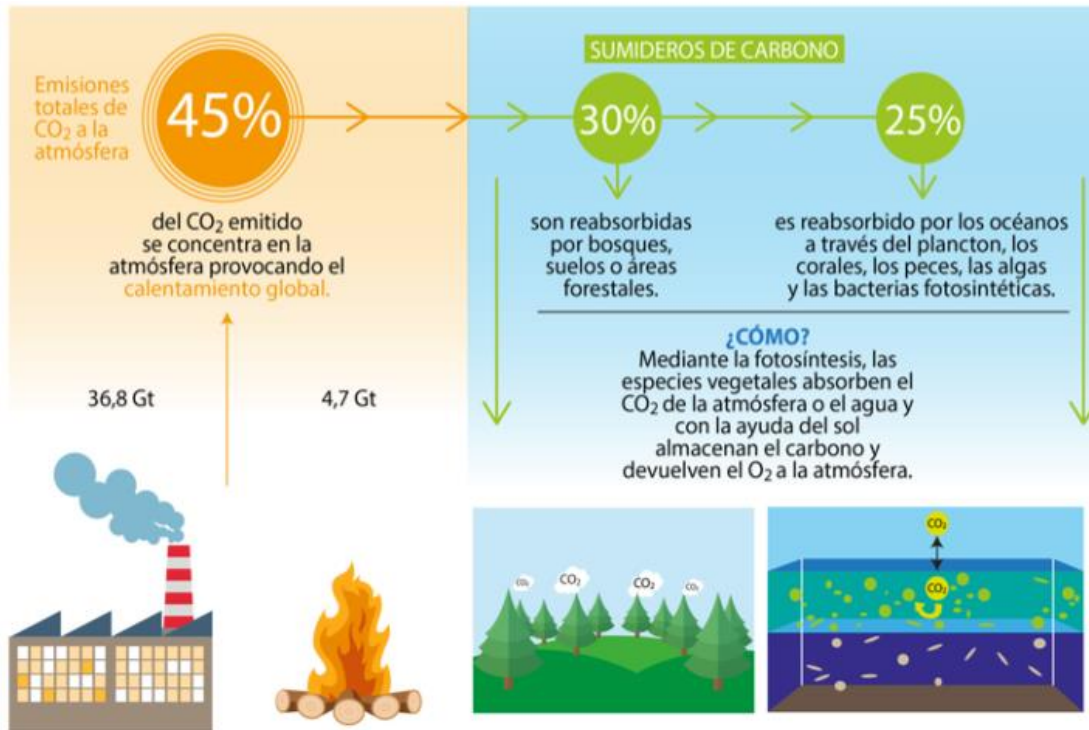 Emisiones
totales de
CO₂ a la
atmósfera
45%
del CO₂ emitido
se concentra en la
atmósfera provocando el
calentamiento global.
36,8 Gt
4,7 Gt
SUMIDEROS DE CARBONO
30%
son reabsorbidas
por bosques,
suelos o áreas
forestales.
25%
es reabsorbido por los océanos
a través del plancton, los
corales, los peces, las algas
y las bacterias fotosintéticas.
¿CÓMO?
Mediante la fotosíntesis, las
especies vegetales absorben el
CO₂ de la atmósfera o el agua y
con la ayuda del sol
almacenan el carbono y
devuelven el O₂ a la atmósfera.
CO₂
CO₂
CO₂
CO₂
CO₂
CO₂